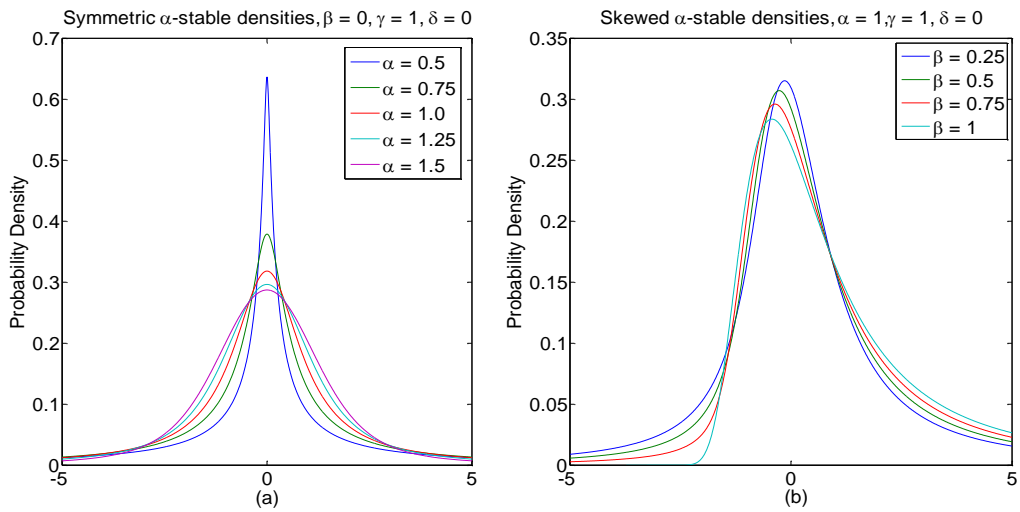 Symmetric α-stable densities, β = 0, γ = 1, δ = 0
Probability Density
0.7
0.6
0.5
0.4
0.3
0.2
0.1
0
-5
0
5
α = 0.5
α = 0.75
α = 1.0
α = 1.25
α = 1.5
(a)
Skewed α-stable densities, α = 1,γ = 1, δ = 0
Probability Density
0.35
0.3
0.25
0.2
0.15
0.1
0.05
0
-5
0
5
β = 0.25
β = 0.5
β = 0.75
β = 1
(b)